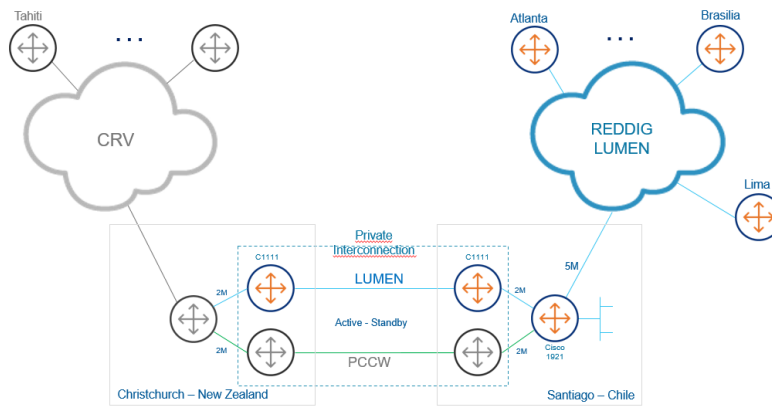 Tahiti
...
Atlanta
...
Brasilia
CRV
REDDIG
LUMEN
Lima
Private
Interconnection
C1111
C1111
5M
2M
LUMEN
2M
Active - Standby
2M
PCCW
2M
Cisco
1921
Christchurch – New Zealand
Santiago – Chile